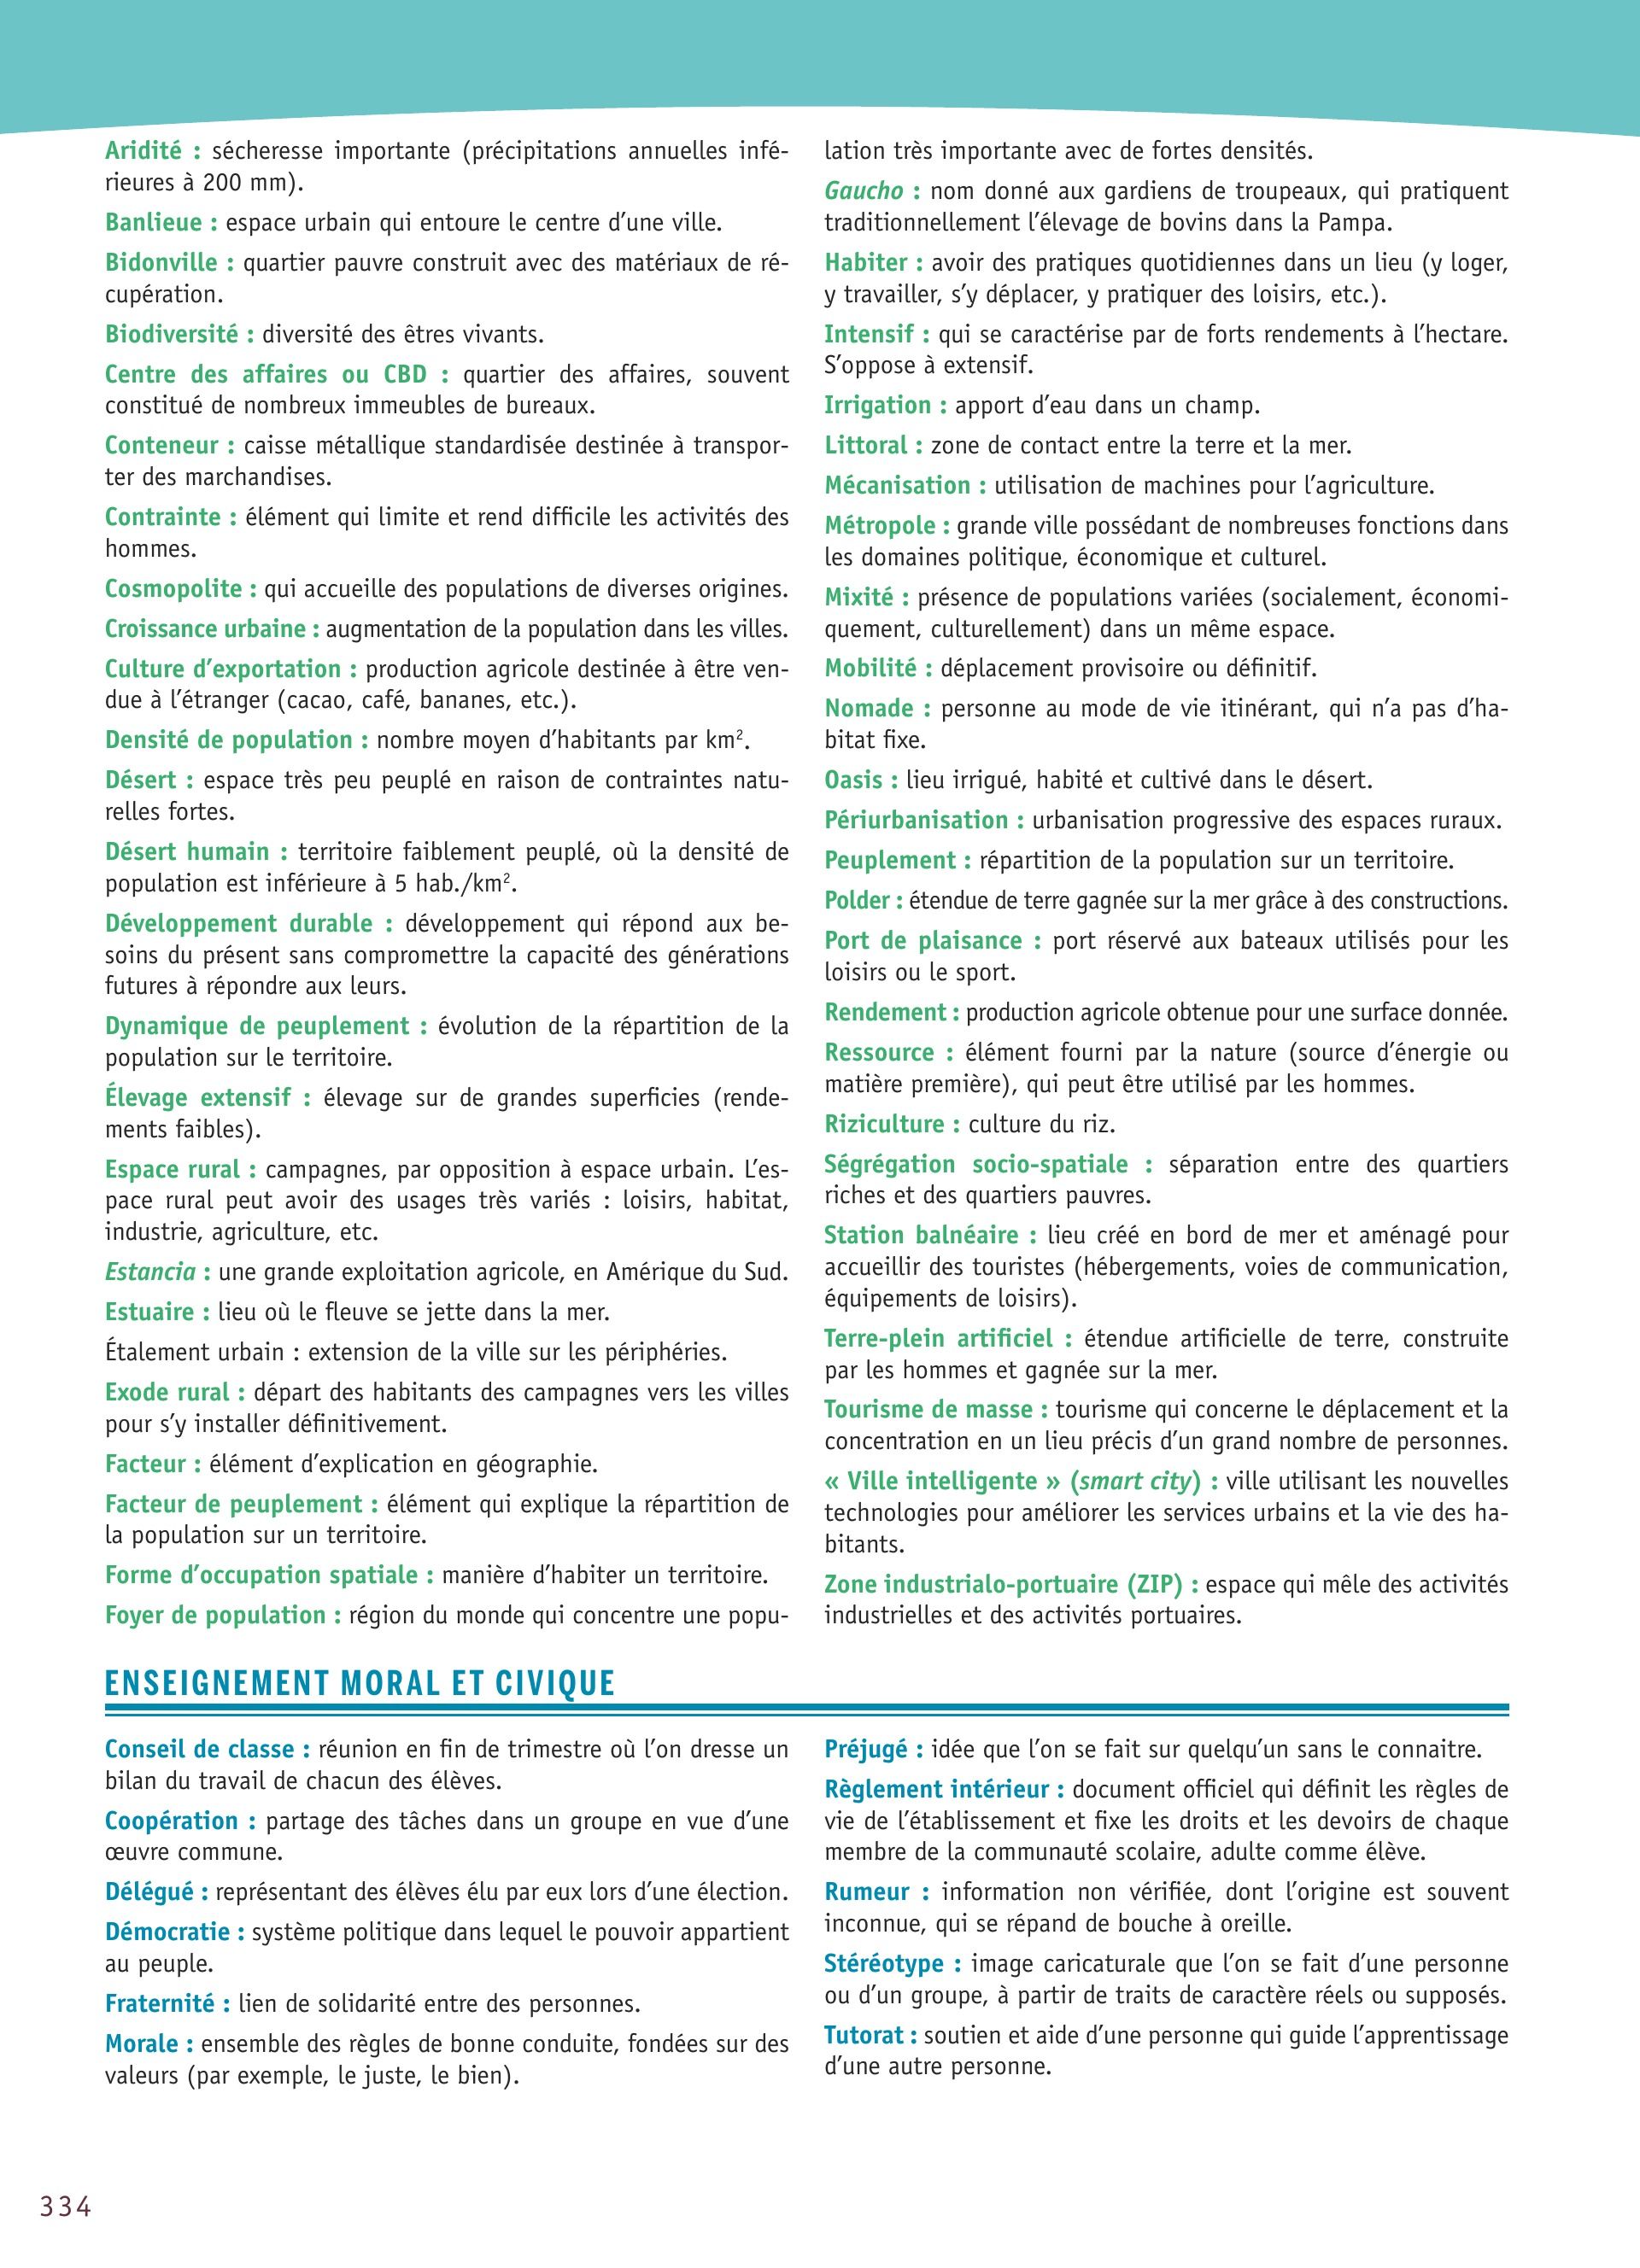 Aridité : sécheresse importante (précipitations annuelles infé-
rieures à 200 mm).
Banlieue : espace urbain qui entoure le centre d’une ville.
Bidonville : quartier pauvre construit avec des matériaux de ré-
cupération.
Biodiversité : diversité des êtres vivants.
Centre des affaires ou CBD : quartier des affaires, souvent
constitué de nombreux immeubles de bureaux.
Conteneur : caisse métallique standardisée destinée à transpor-
ter des marchandises.
Contrainte : élément qui limite et rend difficile les activités des
hommes.
Cosmopolite : qui accueille des populations de diverses origines.
Croissance urbaine : augmentation de la population dans les villes.
Culture d’exportation : production agricole destinée à être ven-
due à l’étranger (cacao, café, bananes, etc.).
Densité de population : nombre moyen d’habitants par km².
Désert : espace très peu peuplé en raison de contraintes natu-
relles fortes.
Désert humain : territoire faiblement peuplé, où la densité de
population est inférieure à 5 hab./km².
Développement durable : développement qui répond aux be-
soins du présent sans compromettre la capacité des générations
futures à répondre aux leurs.
Dynamique de peuplement : évolution de la répartition de la
population sur le territoire.
Élevage extensif : élevage sur de grandes superficies (rende-
ments faibles).
Espace rural : campagnes, par opposition à espace urbain. L’es-
pace rural peut avoir des usages très variés : loisirs, habitat,
industrie, agriculture, etc.
Estancia : une grande exploitation agricole, en Amérique du Sud.
Estuaire : lieu où le fleuve se jette dans la mer.
Étalement urbain : extension de la ville sur les périphéries.
Exode rural : départ des habitants des campagnes vers les villes
pour s’y installer définitivement.
Facteur : élément d’explication en géographie.
Facteur de peuplement : élément qui explique la répartition de
la population sur un territoire.
Forme d’occupation spatiale : manière d’habiter un territoire.
Foyer de population : région du monde qui concentre une popu-
lation très importante avec de fortes densités.
Gaucho : nom donné aux gardiens de troupeaux, qui pratiquent
traditionnellement l’élevage de bovins dans la Pampa.
Habiter : avoir des pratiques quotidiennes dans un lieu (y loger,
y travailler, s’y déplacer, y pratiquer des loisirs, etc.).
Intensif : qui se caractérise par de forts rendements à l’hectare.
S’oppose à extensif.
Irrigation : apport d’eau dans un champ.
Littoral : zone de contact entre la terre et la mer.
Mécanisation : utilisation de machines pour l’agriculture.
Métropole : grande ville possédant de nombreuses fonctions dans
les domaines politique, économique et culturel.
Mixité : présence de populations variées (socialement, économi-
quement, culturellement) dans un même espace.
Mobilité : déplacement provisoire ou définitif.
Nomade : personne au mode de vie itinérant, qui n’a pas d’ha-
bitat fixe.
Oasis : lieu irrigué, habité et cultivé dans le désert.
Périurbanisation : urbanisation progressive des espaces ruraux.
Peuplement : répartition de la population sur un territoire.
Polder : étendue de terre gagnée sur la mer grâce à des constructions.
Port de plaisance : port réservé aux bateaux utilisés pour les
loisirs ou le sport.
Rendement : production agricole obtenue pour une surface donnée.
Ressource : élément fourni par la nature (source d’énergie ou
matière première), qui peut être utilisé par les hommes.
Riziculture : culture du riz.
Ségrégation socio-spatiale : séparation entre des quartiers
riches et des quartiers pauvres.
Station balnéaire : lieu créé en bord de mer et aménagé pour
accueillir des touristes (hébergements, voies de communication,
équipements de loisirs).
Terre-plein artificiel : étendue artificielle de terre, construite
par les hommes et gagnée sur la mer.
Tourisme de masse : tourisme qui concerne le déplacement et la
concentration en un lieu précis d’un grand nombre de personnes.
« Ville intelligente » (smart city) : ville utilisant les nouvelles
technologies pour améliorer les services urbains et la vie des ha-
bitants.
Zone industrialo-portuaire (ZIP) : espace qui mêle des activités
industrielles et des activités portuaires.
ENSEIGNEMENT MORAL ET CIVIQUE
Conseil de classe : réunion en fin de trimestre où l’on dresse un
bilan du travail de chacun des élèves.
Coopération : partage des tâches dans un groupe en vue d’une
œuvre commune.
Délégué : représentant des élèves élu par eux lors d’une élection.
Démocratie : système politique dans lequel le pouvoir appartient
au peuple.
Fraternité : lien de solidarité entre des personnes.
Morale : ensemble des règles de bonne conduite, fondées sur des
valeurs (par exemple, le juste, le bien).
Préjugé : idée que l’on se fait sur quelqu’un sans le connaitre.
Règlement intérieur : document officiel qui définit les règles de
vie de l’établissement et fixe les droits et les devoirs de chaque
membre de la communauté scolaire, adulte comme élève.
Rumeur : information non vérifiée, dont l’origine est souvent
inconnue, qui se répand de bouche à oreille.
Stéréotype : image caricaturale que l’on se fait d’une personne
ou d’un groupe, à partir de traits de caractère réels ou supposés.
Tutorat : soutien et aide d’une personne qui guide l’apprentissage
d’une autre personne.
334